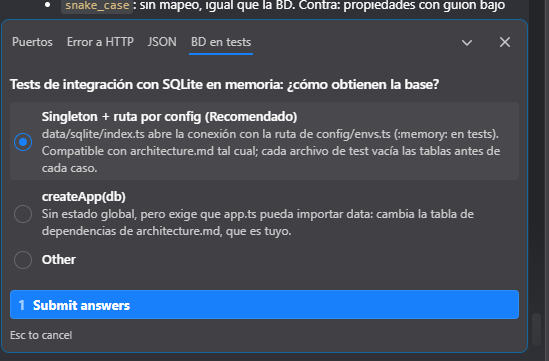 snake_case: sin mapeo, igual que la BD. Contra: propiedades con guion bajo
Puertos Error a HTTP JSON BD en tests
Tests de integración con SQLite en memoria: ¿cómo obtienen la base?
Singleton + ruta por config (Recomendado)
data/sqlite/index.ts abre la conexión con la ruta de config/envs.ts (:memory: en tests).
Compatible con architecture.md tal cual; cada archivo de test vacía las tablas antes de
cada caso.
createApp(db)
Sin estado global, pero exige que app.ts pueda importar data: cambia la tabla de
dependencias de architecture.md, que es tuyo.
Other
1 Submit answers
Esc to cancel